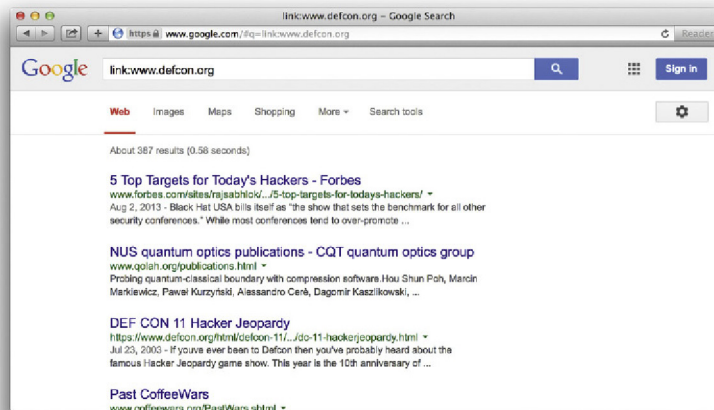 link:www.defcon.org – Google Search
https www.google.com/#q=link:www.defcon.org Reader
Google link:www.defcon.org Sign in
Web Images Maps Shopping More Search tools
About 387 results (0.58 seconds)
5 Top Targets for Today's Hackers - Forbes
www.forbes.com/sites/rajsabhlok/.../5-top-targets-for-todays-hackers/
Aug 2, 2013 - Black Hat USA bills itself as "the show that sets the benchmark for all other
security conferences." While most conferences tend to over-promote ...
NUS quantum optics publications - CQT quantum optics group
www.qolah.org/publications.html
Probing quantum-classical boundary with compression software.Hou Shun Poh, Marcin
Markiewicz, Paweł Kurzyński, Alessandro Cerè, Dagomir Kaszlikowski, ...
DEF CON 11 Hacker Jeopardy
https://www.defcon.org/html/defcon-11/.../dc-11-hackerjeopardy.html
Jul 23, 2003 - If youve ever been to Defcon then you've probably heard about the
famous Hacker Jeopardy game show. This year is the 10th anniversary of ...
Past CoffeeWars
www.coffeewars.org/PastWars.shtml